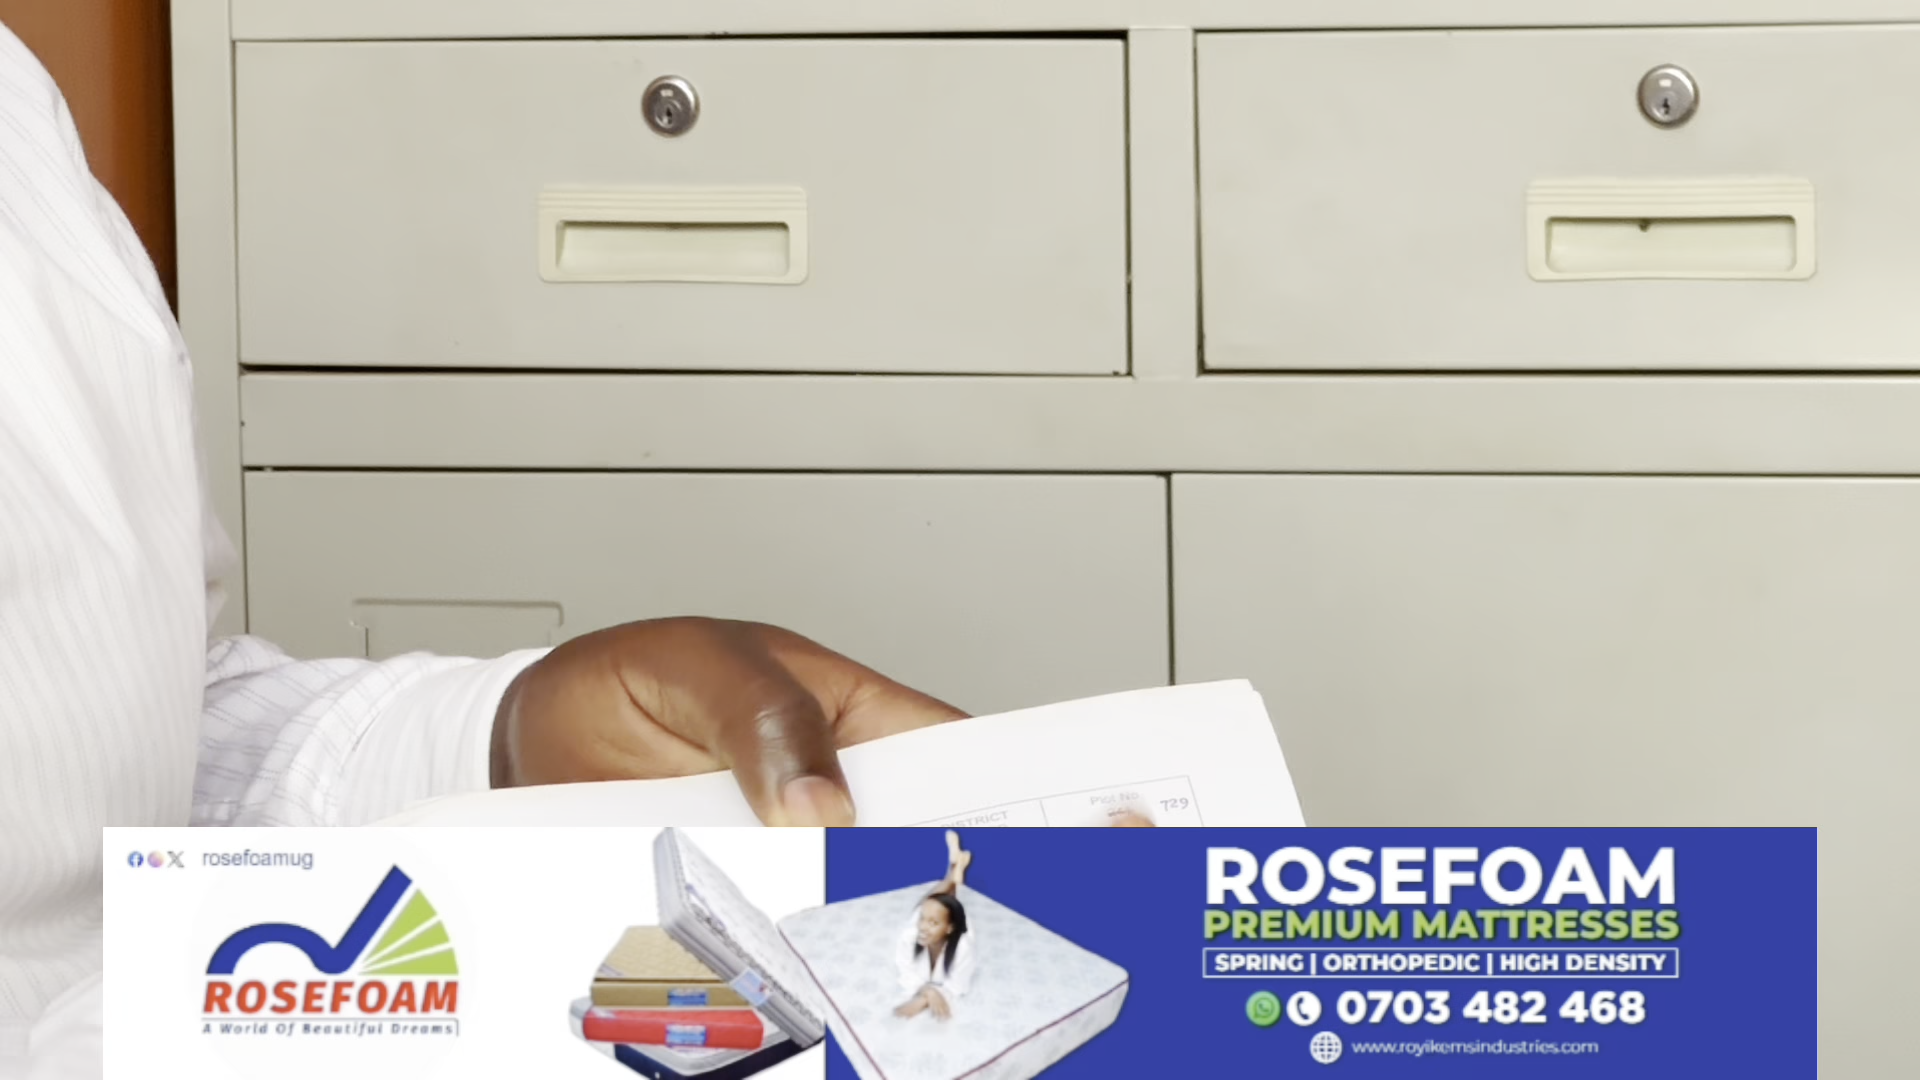 Plot No.
729
DISTRICT
rosefoamug
ROSEFOAM
A World Of Beautiful Dreams
ROSEFOAM
PREMIUM MATTRESSES
SPRING | ORTHOPEDIC | HIGH DENSITY
0703 482 468
www.royikemsindustries.com